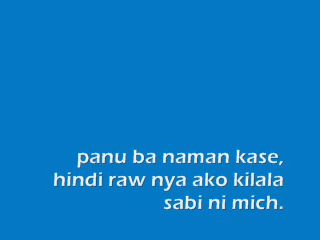 panu ba naman kase,
hindi raw nya ako kilala
sabi ni mich.